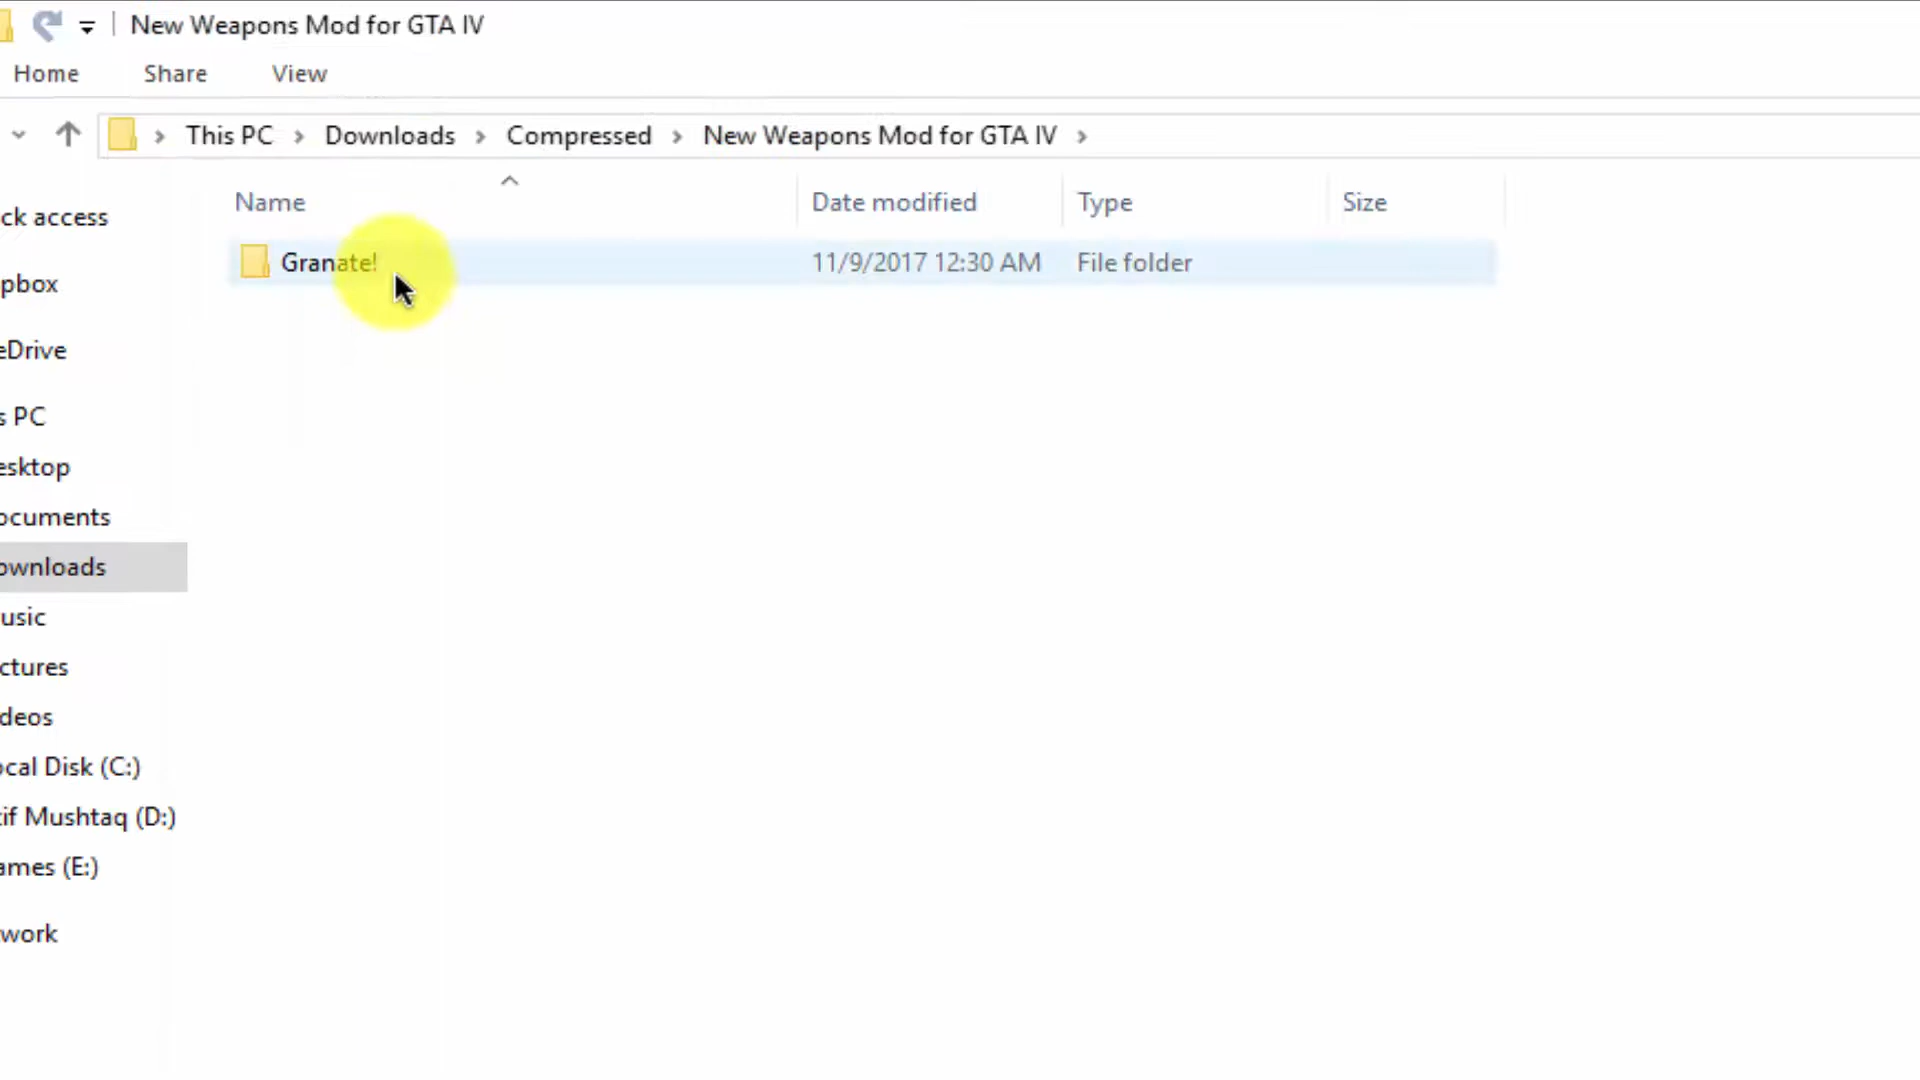 New Weapons Mod for GTA IV
Home Share View
This PC > Downloads > Compressed > New Weapons Mod for GTA IV >
Name Date modified Type Size
Granate! 11/9/2017 12:30 AM File folder
ck access
pbox
eDrive
s PC
esktop
ocuments
ownloads
usic
ctures
deos
ocal Disk (C:)
tif Mushtaq (D:)
ames (E:)
work